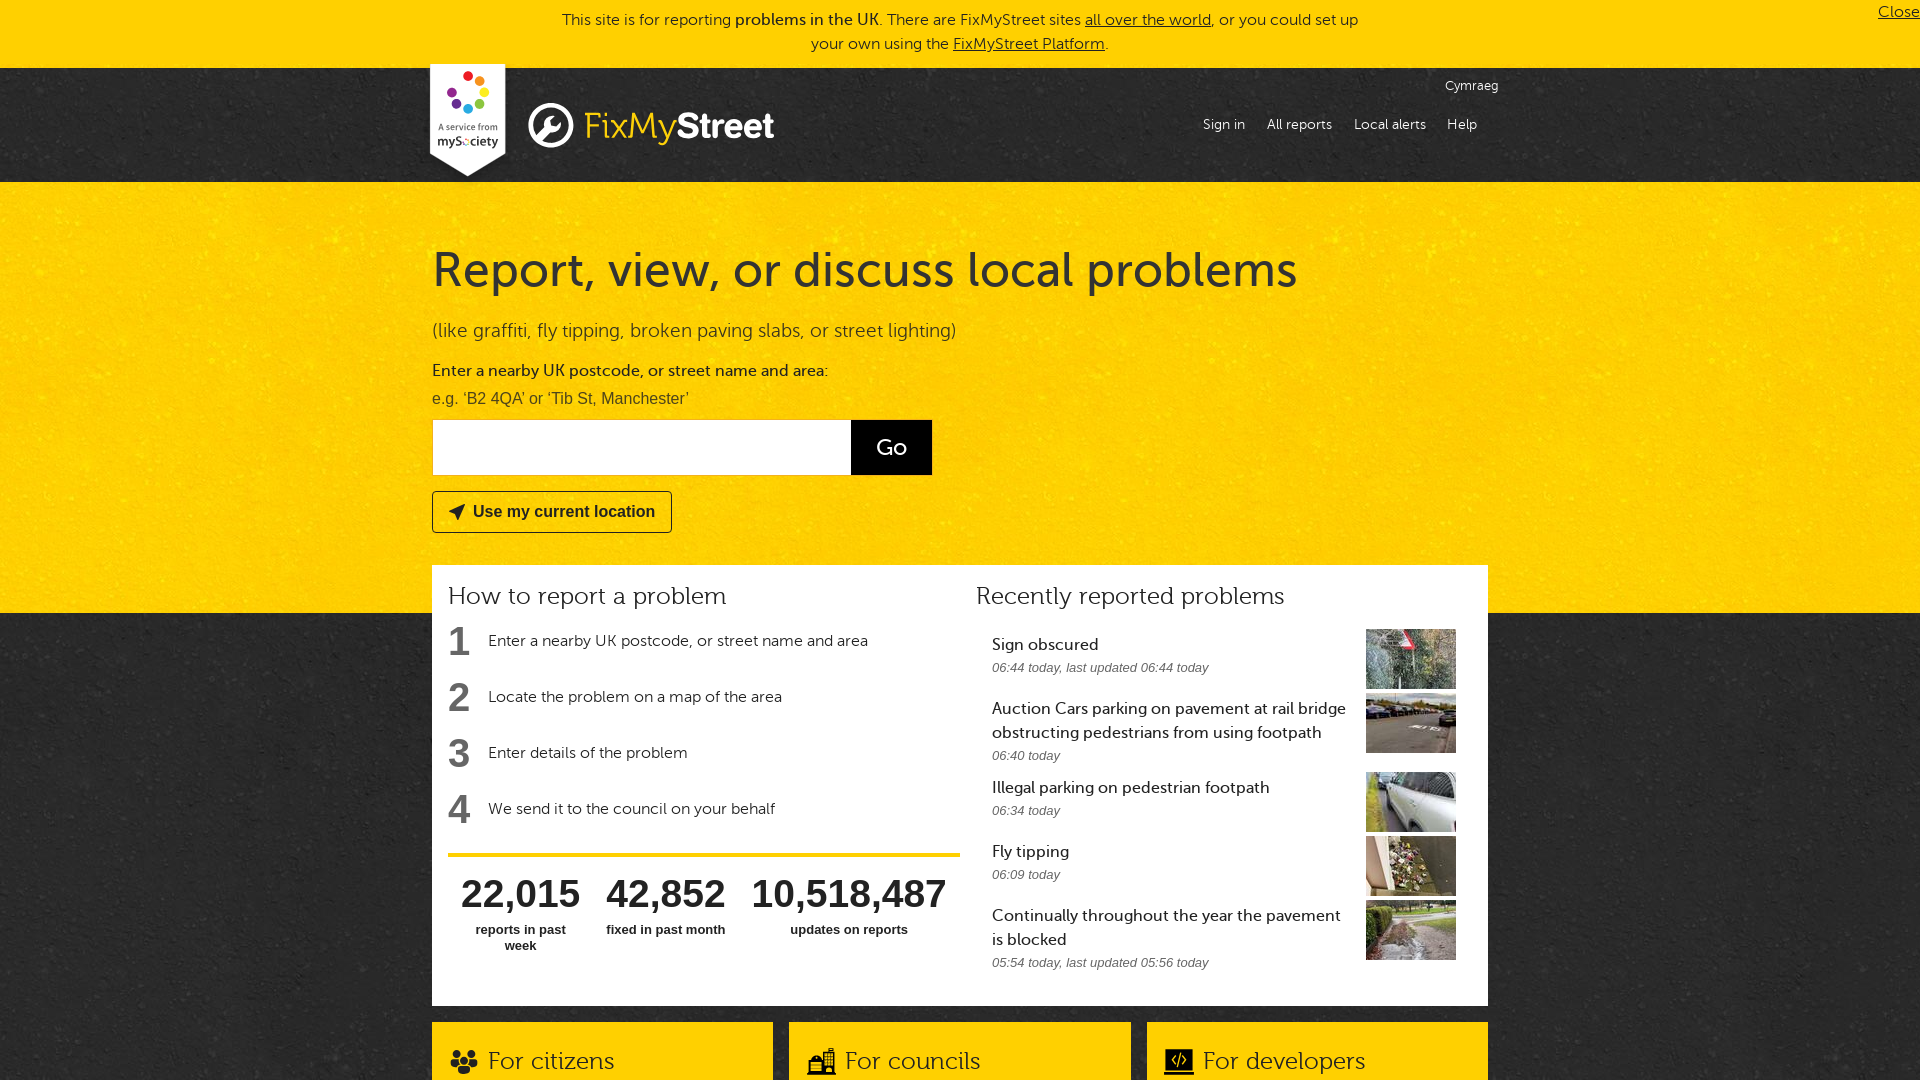 This site is for reporting problems in the UK. There are FixMyStreet sites all over the world, or you could set up
your own using the FixMyStreet Platform.
Close
Cymraeg
A service from
mySociety
FixMyStreet
Sign in
All reports
Local alerts
Help
Report, view, or discuss local problems
(like graffiti, fly tipping, broken paving slabs, or street lighting)
Enter a nearby UK postcode, or street name and area:
e.g. ‘B2 4QA’ or ‘Tib St, Manchester’
Go
Use my current location
How to report a problem
1 Enter a nearby UK postcode, or street name and area
2 Locate the problem on a map of the area
3 Enter details of the problem
4 We send it to the council on your behalf
22,015
reports in past
week
42,852
fixed in past month
10,518,487
updates on reports
Recently reported problems
Sign obscured
06:44 today, last updated 06:44 today
Auction Cars parking on pavement at rail bridge
obstructing pedestrians from using footpath
06:40 today
Illegal parking on pedestrian footpath
06:34 today
Fly tipping
06:09 today
Continually throughout the year the pavement
is blocked
05:54 today, last updated 05:56 today
For citizens
For councils
For developers